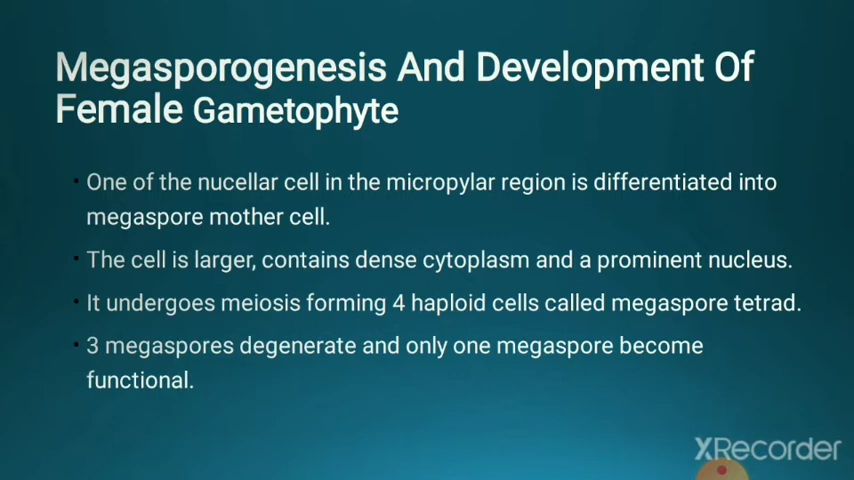 Megasporogenesis And Development Of
Female Gametophyte
• One of the nucellar cell in the micropylar region is differentiated into
megaspore mother cell.
• The cell is larger, contains dense cytoplasm and a prominent nucleus.
• It undergoes meiosis forming 4 haploid cells called megaspore tetrad.
• 3 megaspores degenerate and only one megaspore become
functional.
XRecorder